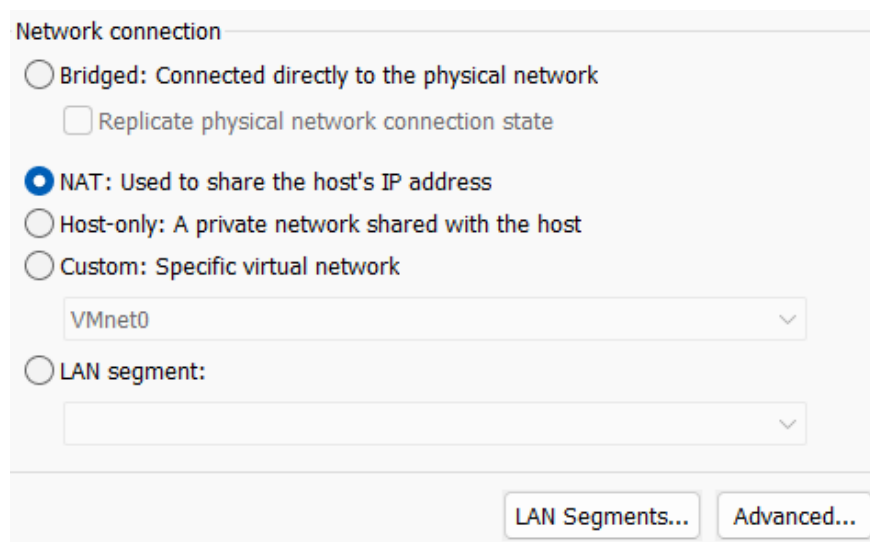 Network connection
Bridged: Connected directly to the physical network
Replicate physical network connection state
NAT: Used to share the host's IP address
Host-only: A private network shared with the host
Custom: Specific virtual network
VMnet0
LAN segment:
LAN Segments... Advanced...